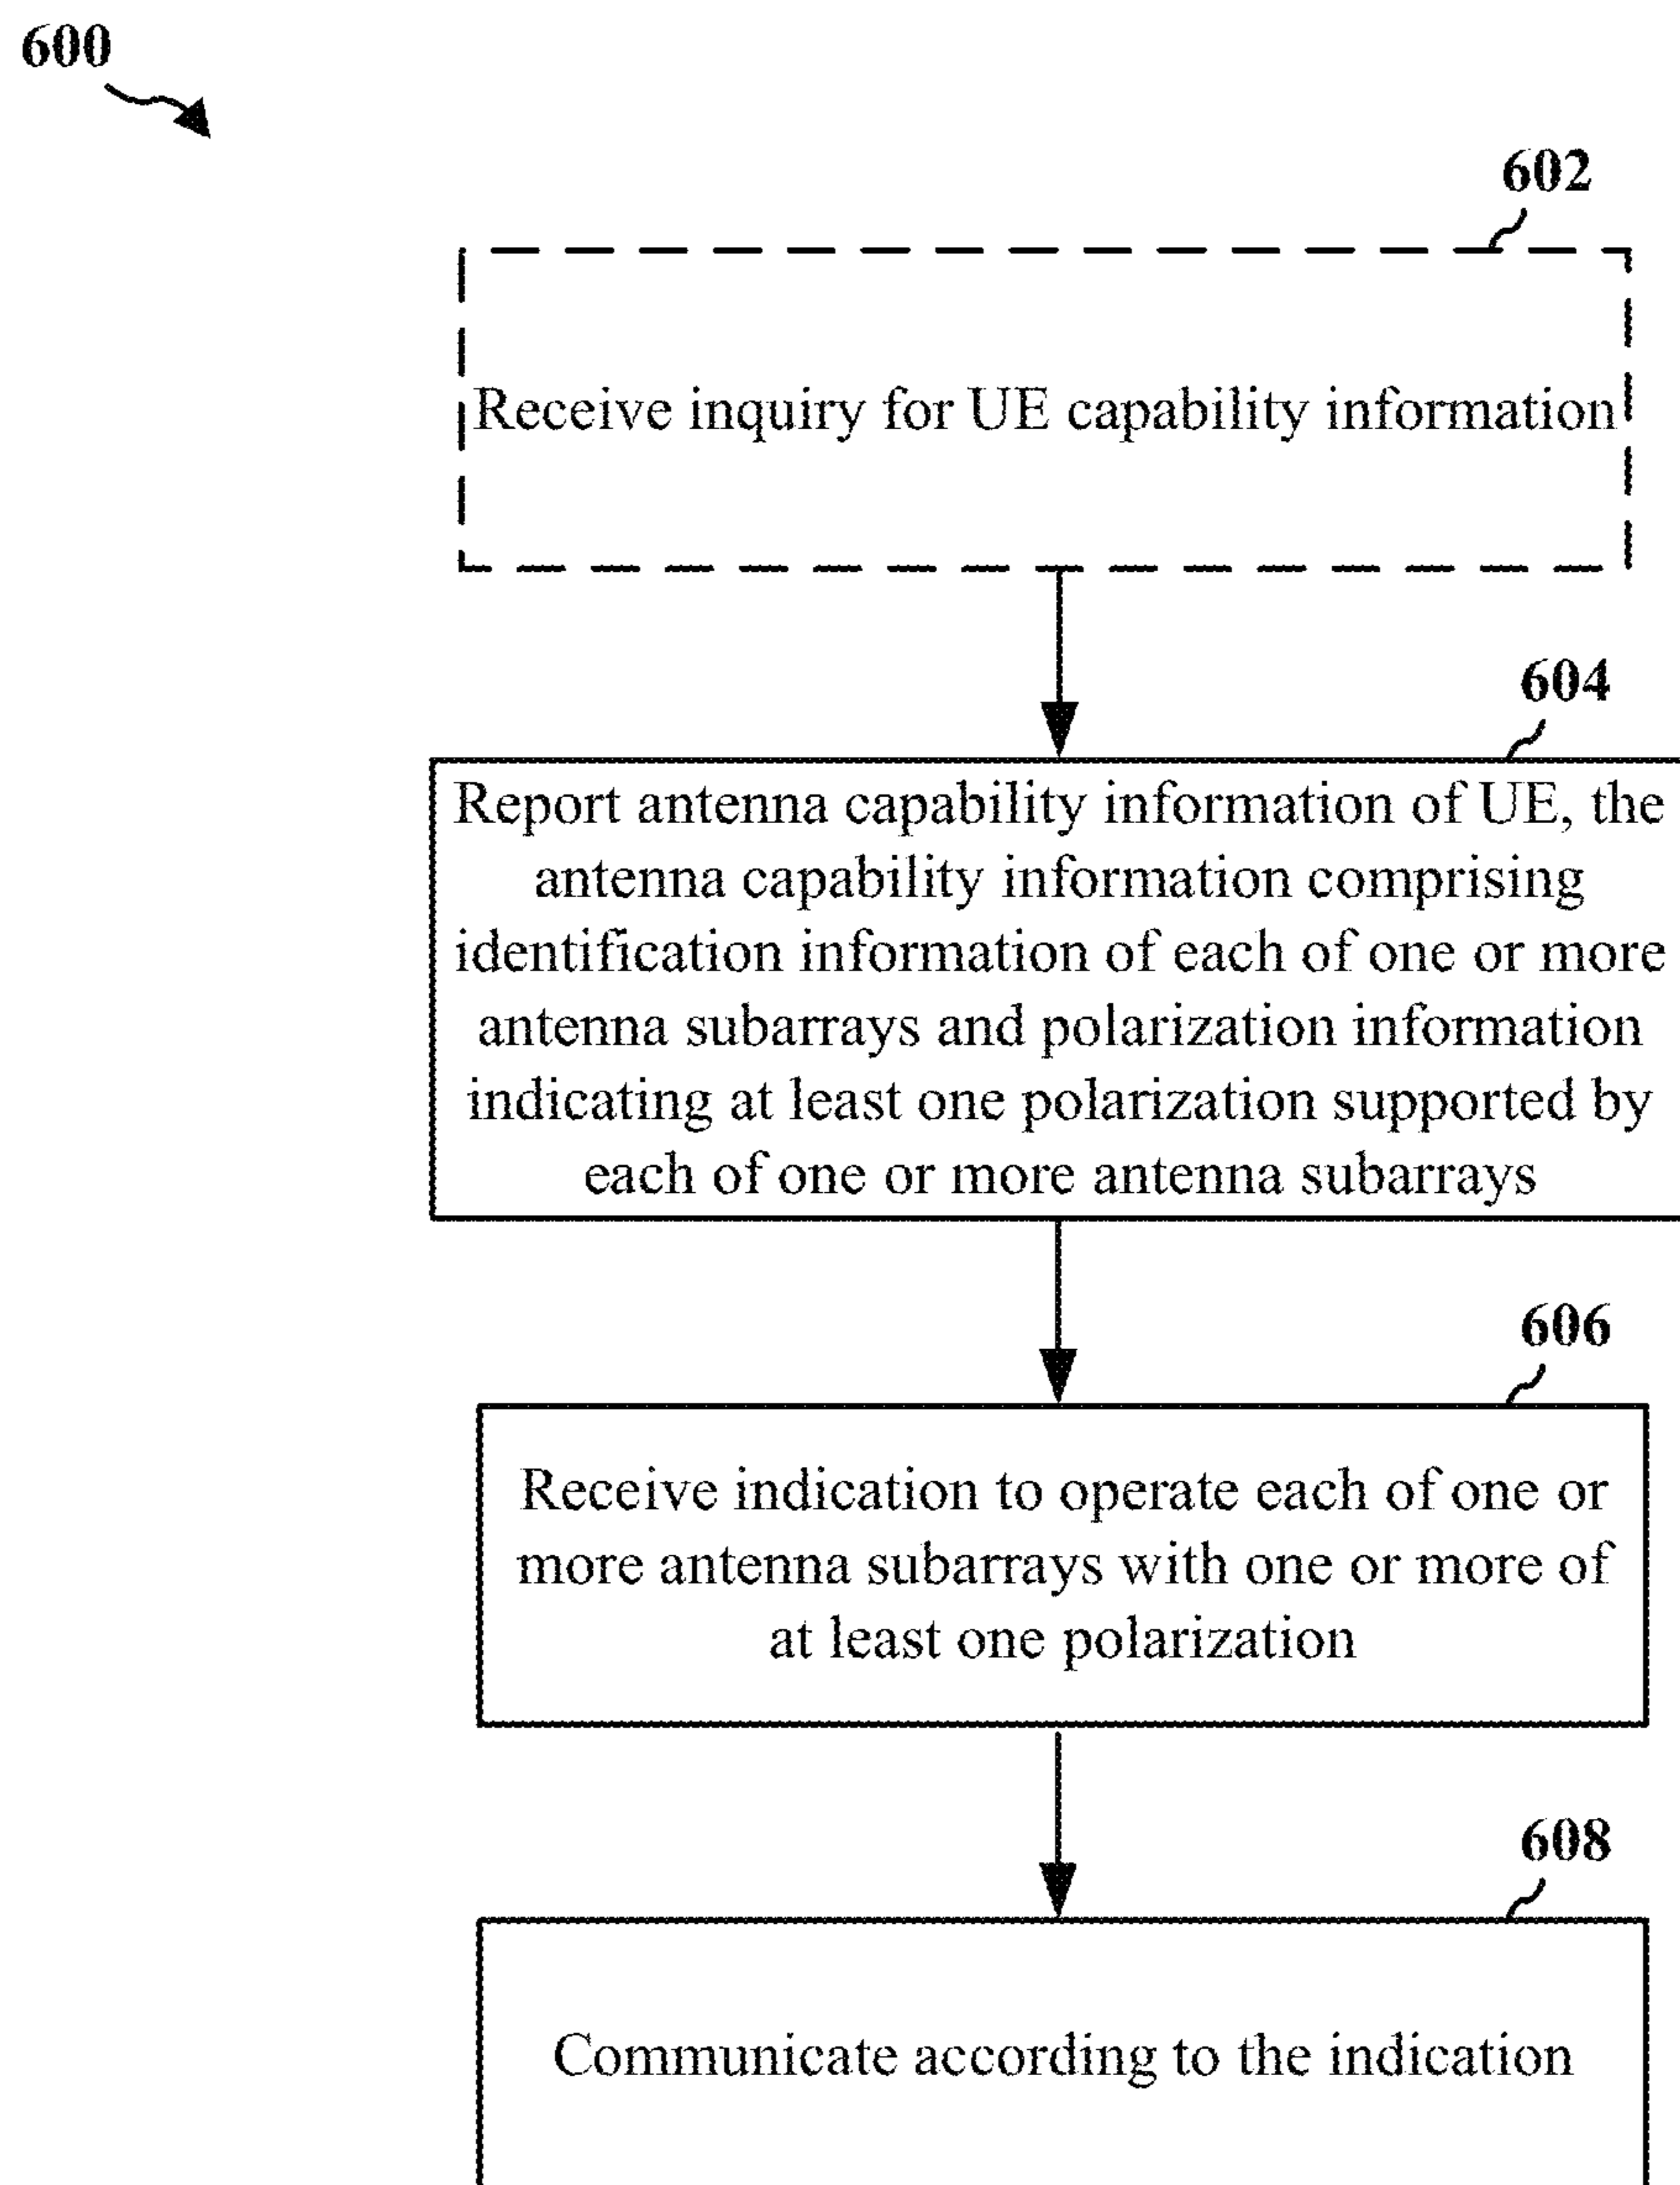 600
602
Receive inquiry for UE capability information
604
Report antenna capability information of UE, the
antenna capability information comprising
identification information of each of one or more
antenna subarrays and polarization information
indicating at least one polarization supported by
each of one or more antenna subarrays
606
Receive indication to operate each of one or
more antenna subarrays with one or more of
at least one polarization
608
Communicate according to the indication